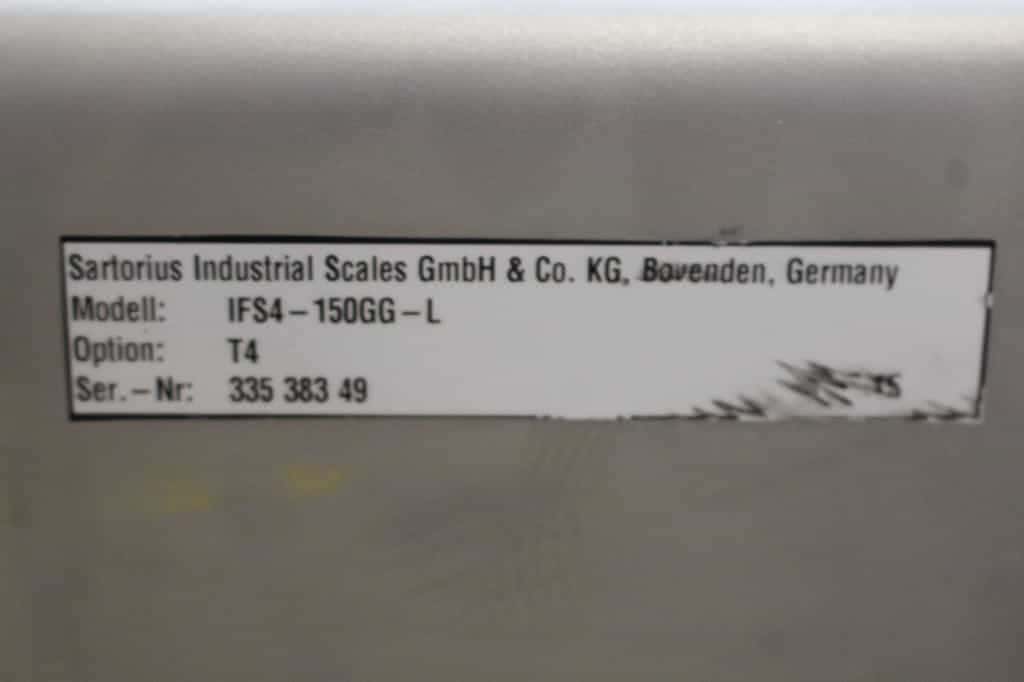 Sartorius Industrial Scales GmbH & Co. KG, Bovenden, Germany
Modell: IFS4-150GG-L
Option: T4
Ser.-Nr: 335 383 49